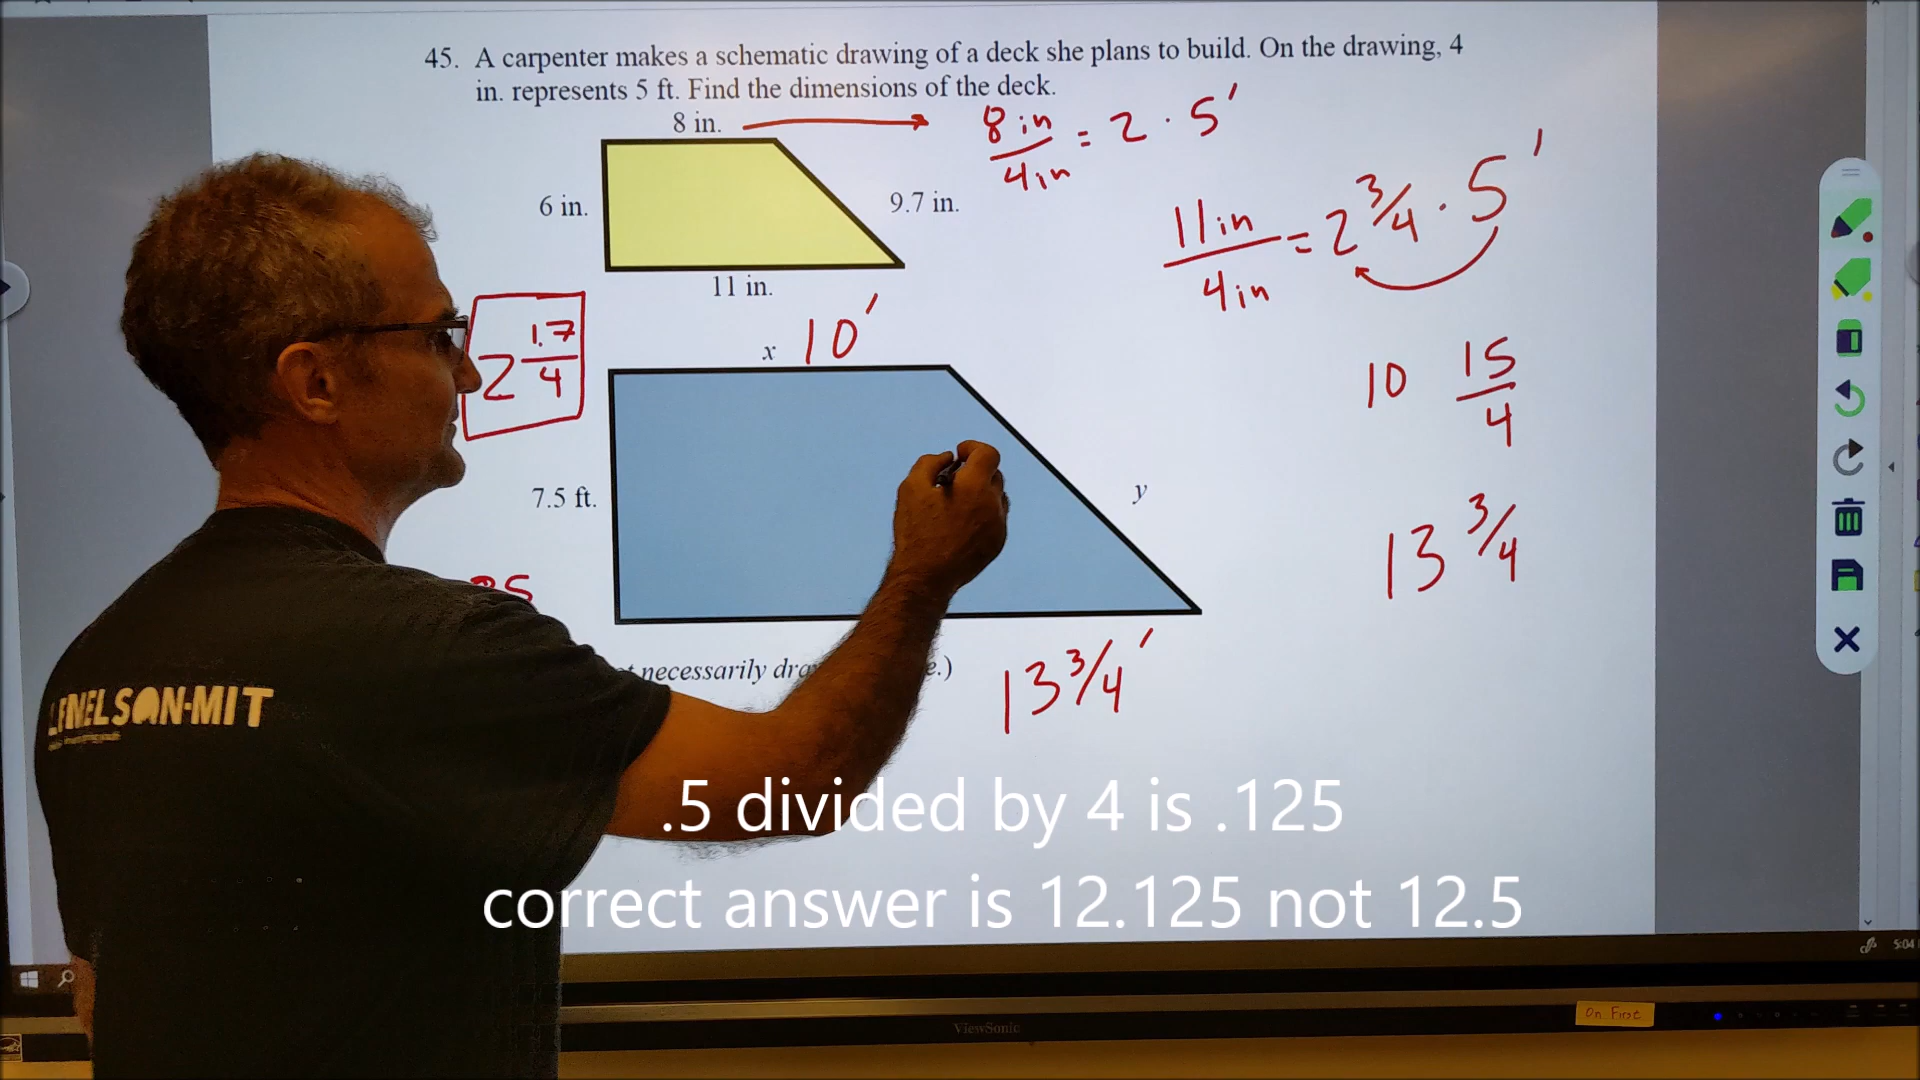 45. A carpenter makes a schematic drawing of a deck she plans to build. On the drawing, 4
in. represents 5 ft. Find the dimensions of the deck.
8 in.
6 in.
9.7 in.
11 in.
8 in / 4 in = 2 · 5'
11 in / 4 in = 2 3/4 · 5'
10 15/4
13 3/4
2 1.7/4
x 10'
7.5 ft.
y
necessarily
e.)
13 3/4'
NELSON-MIT
.5 divided by 4 is .125
correct answer is 12.125 not 12.5
5:04
ViewSonic
On First